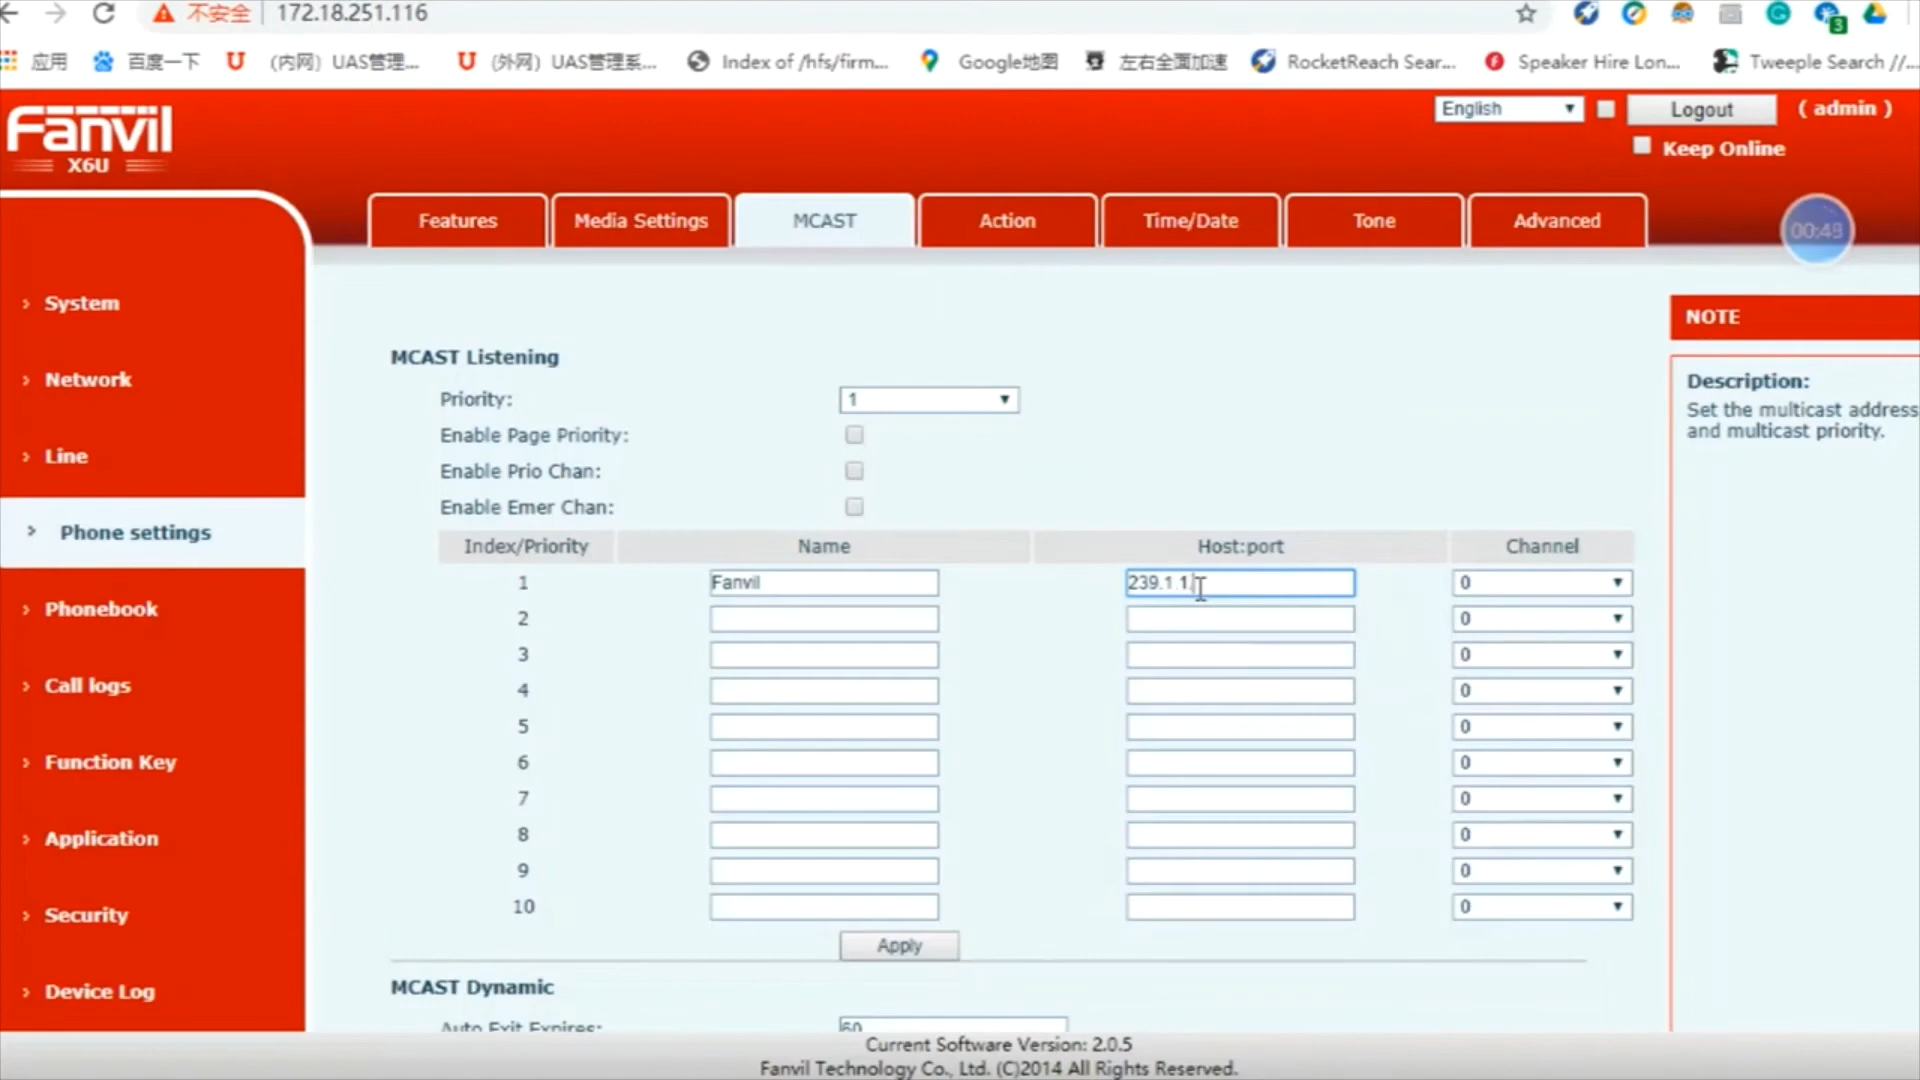 不安全 172.18.251.116
应用 百度一下 (内网) UAS管理... (外网) UAS管理系... Index of /hfs/firm... Google地图 左右全面加速 RocketReach Sear... Speaker Hire Lon... Tweeple Search //...
Fanvil
X6U
English Logout ( admin )
Keep Online
Features Media Settings MCAST Action Time/Date Tone Advanced
00:48
System
Network
Line
Phone settings
Phonebook
Call logs
Function Key
Application
Security
Device Log
MCAST Listening
Priority: 1
Enable Page Priority:
Enable Prio Chan:
Enable Emer Chan:
Index/Priority Name Host:port Channel
1 Fanvil 239.1.1. 0
2 0
3 0
4 0
5 0
6 0
7 0
8 0
9 0
10 0
Apply
MCAST Dynamic
Auto Exit Expires: 60
NOTE
Description:
Set the multicast address
and multicast priority.
Current Software Version: 2.0.5
Fanvil Technology Co., Ltd. (C)2014 All Rights Reserved.